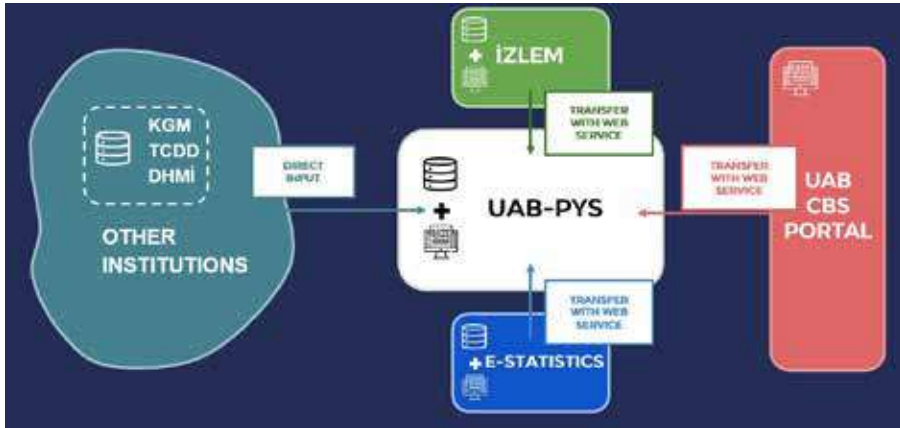 İZLEM
KGM
TCDD
DHMİ
OTHER
INSTITUTIONS
DIRECT
INPUT
TRANSFER
WITH WEB
SERVICE
UAB-PYS
TRANSFER
WITH WEB
SERVICE
UAB
CBS
PORTAL
TRANSFER
WITH WEB
SERVICE
E-STATISTICS